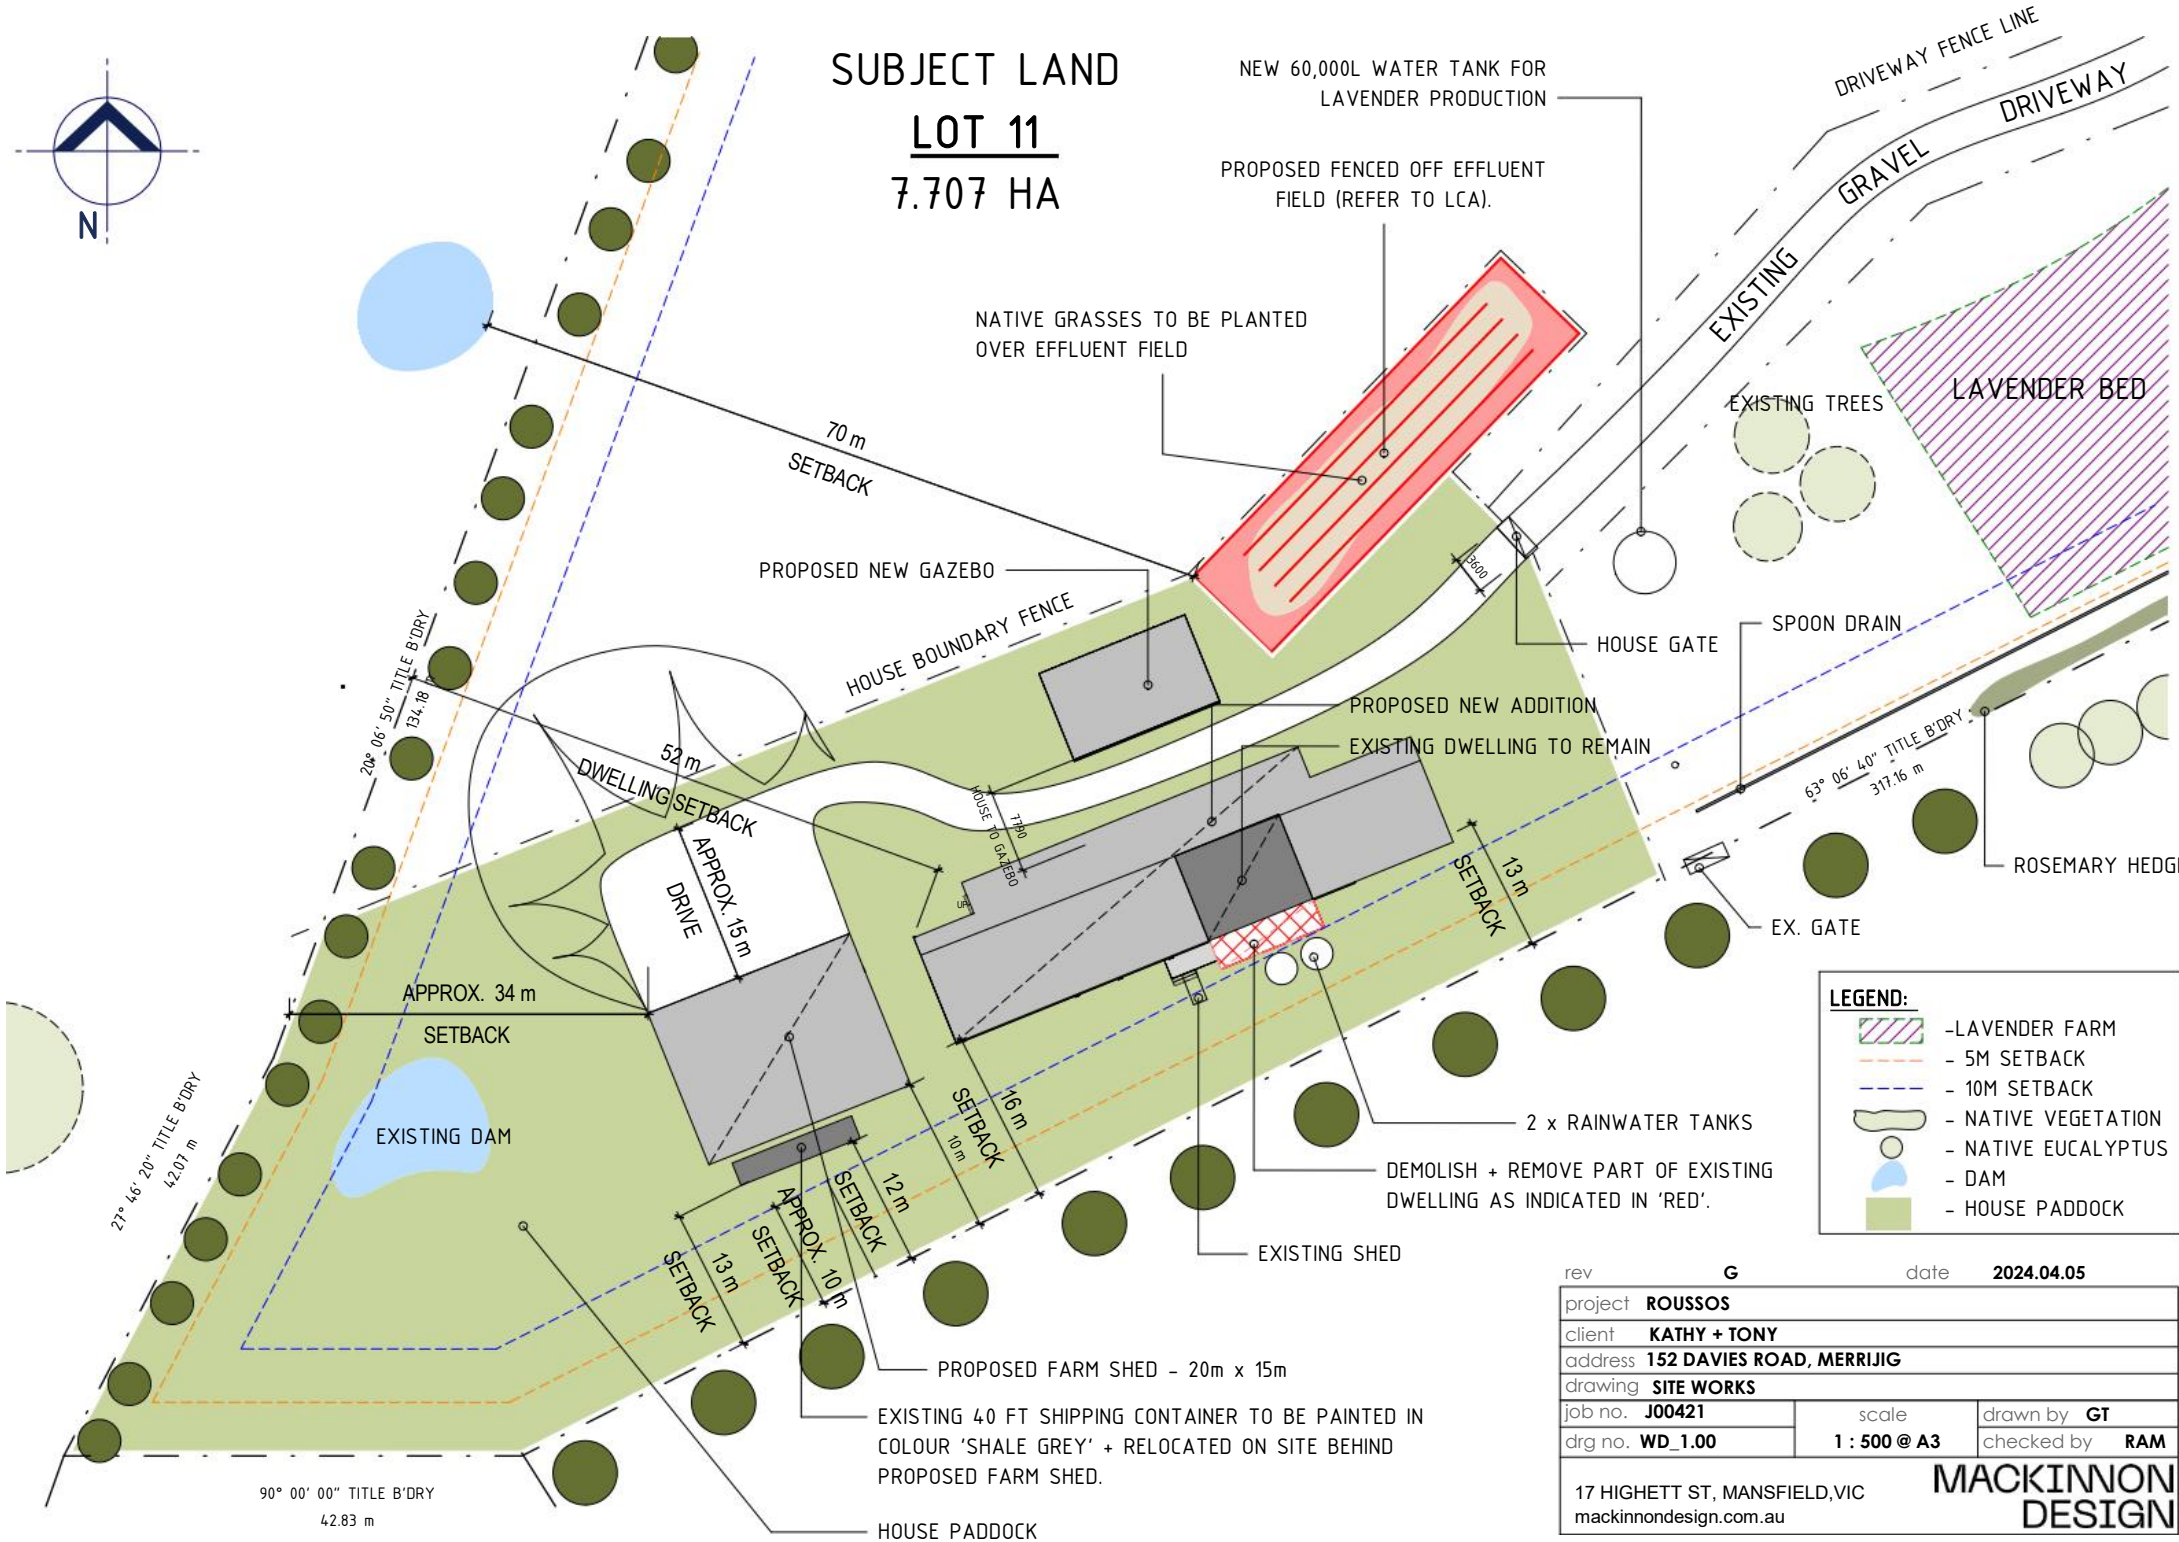 SUBJECT LAND
LOT 11
7.707 HA
N
NEW 60,000L WATER TANK FOR
LAVENDER PRODUCTION
PROPOSED FENCED OFF EFFLUENT
FIELD (REFER TO LCA).
NATIVE GRASSES TO BE PLANTED
OVER EFFLUENT FIELD
DRIVEWAY FENCE LINE
EXISTING GRAVEL DRIVEWAY
LAVENDER BED
EXISTING TREES
70 m
SETBACK
PROPOSED NEW GAZEBO
HOUSE BOUNDARY FENCE
3600
HOUSE GATE
SPOON DRAIN
PROPOSED NEW ADDITION
EXISTING DWELLING TO REMAIN
20° 06' 50" TITLE B'DRY
134.18
52 m
DWELLING SETBACK
7790
HOUSE TO GAZEBO
UP
APPROX. 15 m
DRIVE
13 m
SETBACK
63° 06' 40" TITLE B'DRY
317.16 m
ROSEMARY HEDGE
EX. GATE
APPROX. 34 m
SETBACK
EXISTING DAM
27° 46' 20" TITLE B'DRY
42.07 m
16 m
SETBACK
10 m
12 m
SETBACK
APPROX. 10 m
SETBACK
13 m
SETBACK
2 x RAINWATER TANKS
DEMOLISH + REMOVE PART OF EXISTING
DWELLING AS INDICATED IN 'RED'.
EXISTING SHED
PROPOSED FARM SHED - 20m x 15m
EXISTING 40 FT SHIPPING CONTAINER TO BE PAINTED IN
COLOUR 'SHALE GREY' + RELOCATED ON SITE BEHIND
PROPOSED FARM SHED.
HOUSE PADDOCK
90° 00' 00" TITLE B'DRY
42.83 m
LEGEND:
-LAVENDER FARM
- 5M SETBACK
- 10M SETBACK
- NATIVE VEGETATION
- NATIVE EUCALYPTUS
- DAM
- HOUSE PADDOCK
rev G date 2024.04.05
project ROUSSOS
client KATHY + TONY
address 152 DAVIES ROAD, MERRIJIG
drawing SITE WORKS
job no. J00421 scale drawn by GT
drg no. WD_1.00 1 : 500 @ A3 checked by RAM
17 HIGHETT ST, MANSFIELD,VIC
mackinnondesign.com.au
MACKINNON
DESIGN